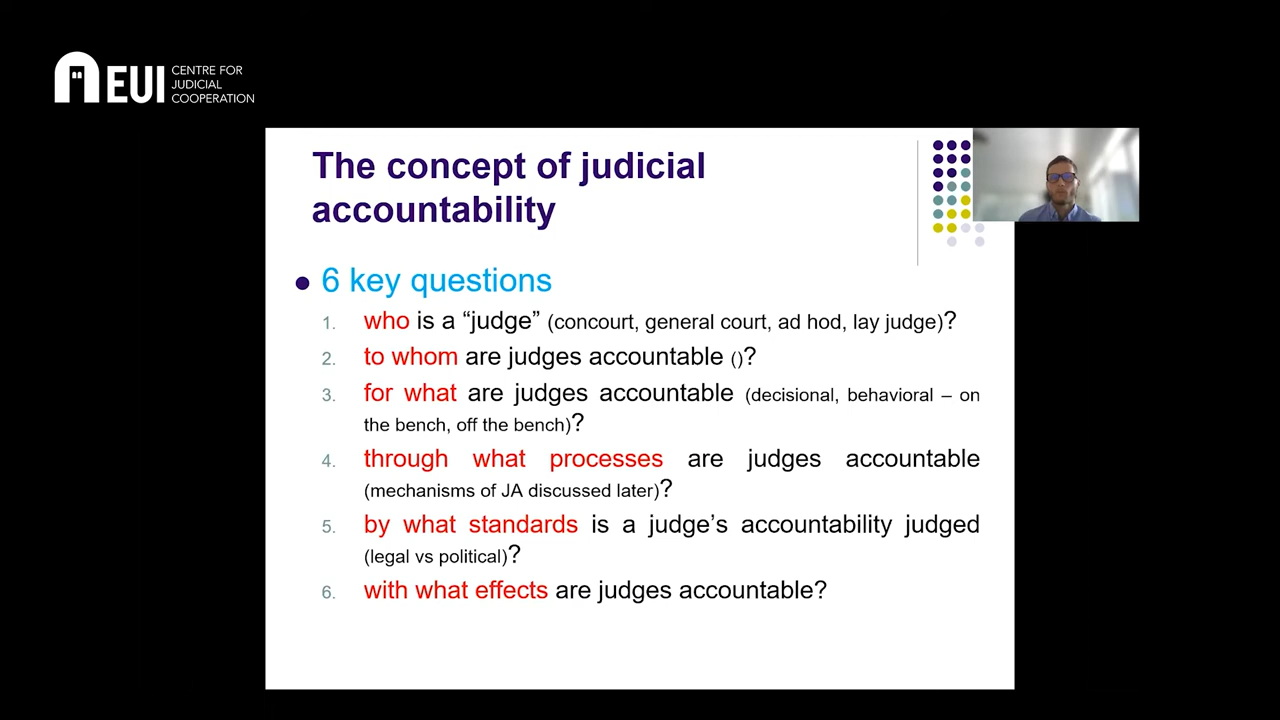 EUI
CENTRE FOR
JUDICIAL
COOPERATION
The concept of judicial
accountability
● 6 key questions
1. who is a “judge” (concourt, general court, ad hod, lay judge)?
2. to whom are judges accountable ()?
3. for what are judges accountable (decisional, behavioral – on
the bench, off the bench)?
4. through what processes are judges accountable
(mechanisms of JA discussed later)?
5. by what standards is a judge’s accountability judged
(legal vs political)?
6. with what effects are judges accountable?